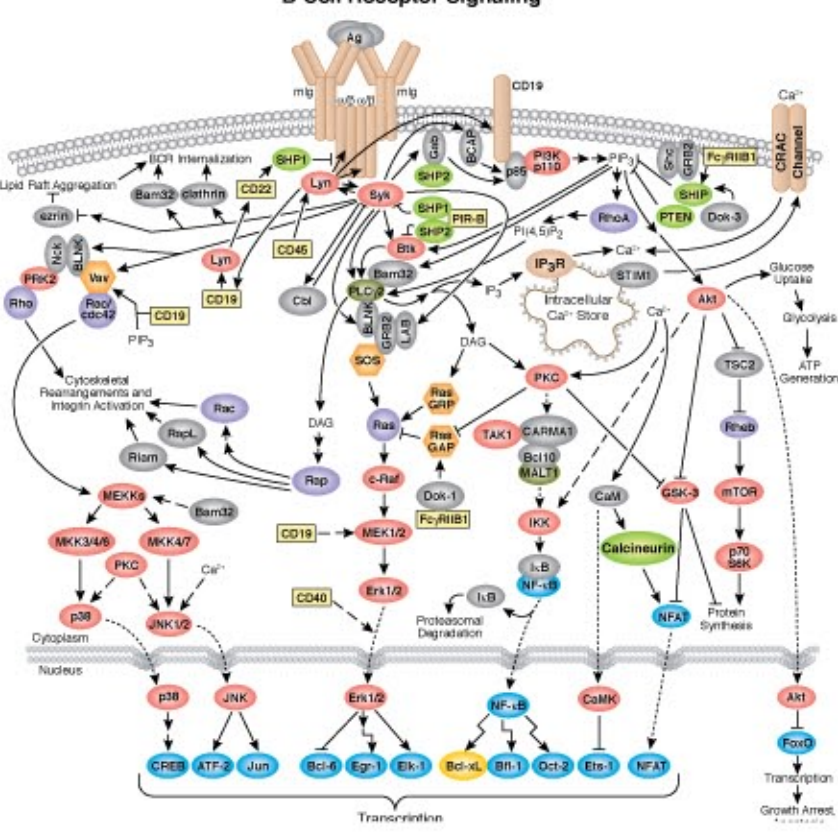 B Cell Receptor Signaling
Ag
mIg
mIg
CD19
Ca2+
CRAC
Channel
BCR Internalization
Lipid Raft Aggregation
Bam32
clathrin
ezrin
CD22
SHP1
Lyn
Syk
Gab
SHP2
BCAP
p85
PI3K
p110
PIP3
Shc
GRB2
FcγRIIB1
SHIP
PTEN
Dok-3
SHP1
SHP2
PIR-B
RhoA
PI(4,5)P2
Nck
BLNK
Lyn
CD45
Btk
Bam32
PRK2
Vav
Rho
Rac/
cdc42
CD19
CD19
PIP3
Cbl
PLCγ2
BLNK
GRB2
LAB
IP3
IP3R
Ca2+
STIM1
Intracellular
Ca2+ Store
Ca2+
Akt
Glucose
Uptake
Glycolysis
ATP
Generation
SOS
DAG
PKC
TSC2
Cytoskeletal
Rearrangements and
Integrin Activation
Rac
RapL
Riam
DAG
Rap
Ras
Ras
GRP
Ras
GAP
TAK1
CARMA1
Bcl10
MALT1
Rheb
c-Raf
Dok-1
FcγRIIB1
MEKKs
Bam32
CaM
GSK-3
mTOR
MKK3/4/6
MKK4/7
CD19
MEK1/2
IKK
Calcineurin
p70
S6K
PKC
Ca2+
IκB
NF-κB
Erk1/2
CD40
IκB
p38
JNK1/2
Proteasomal
Degradation
NFAT
Protein
Synthesis
Cytoplasm
Nucleus
p38
JNK
Erk1/2
NF-κB
CaMK
Akt
FoxO
CREB
ATF-2
Jun
Bcl-6
Egr-1
Elk-1
Bcl-xL
Bfl-1
Oct-2
Ets-1
NFAT
Transcription
Transcription
Growth Arrest,